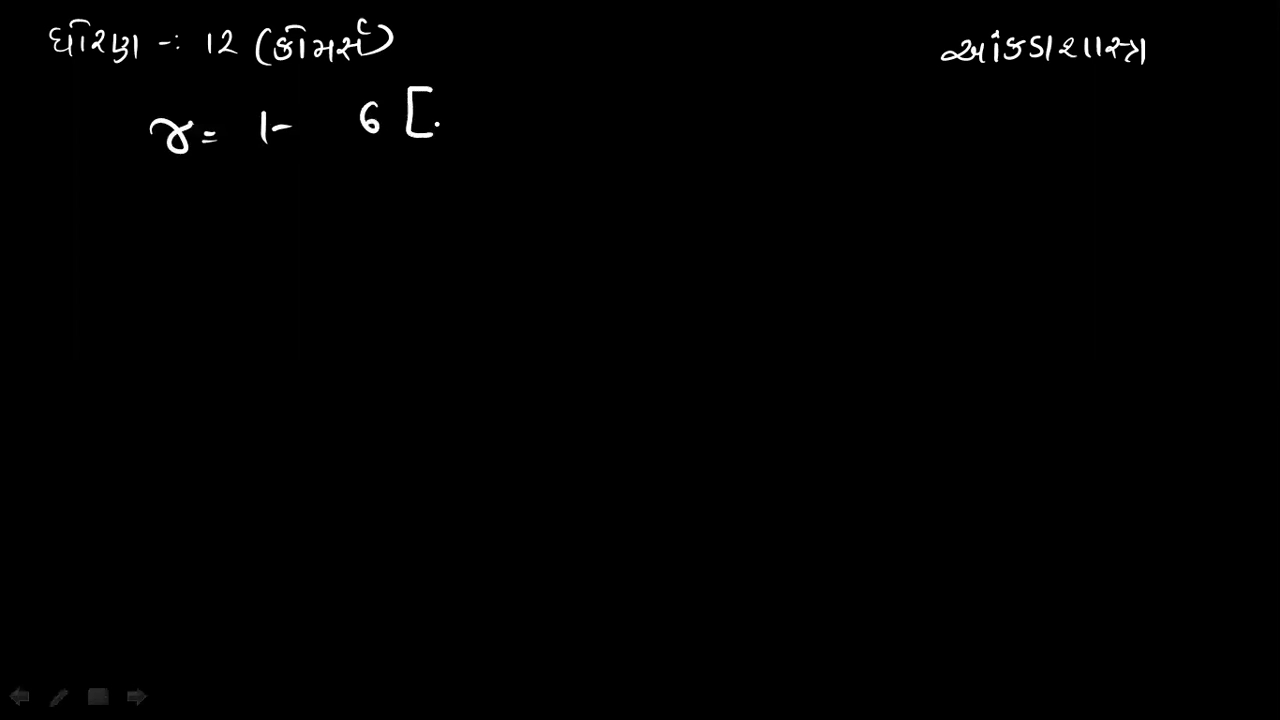 ધોરણ -: 12 (કોમર્સ) આંકડાશાસ્ત્ર
r = 1- 6 [.